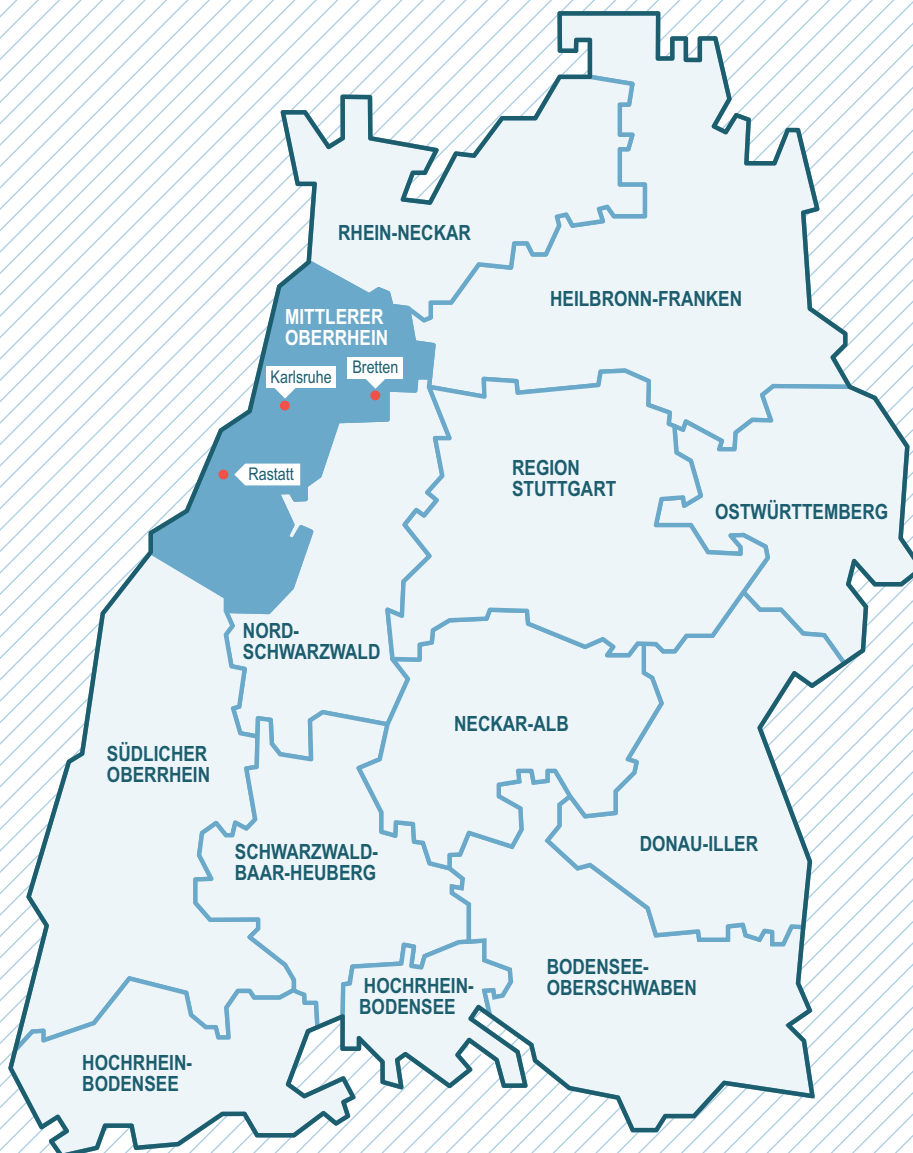 RHEIN-NECKAR
HEILBRONN-FRANKEN
MITTLERER
OBERRHEIN
Karlsruhe
Bretten
Rastatt
REGION
STUTTGART
OSTWÜRTTEMBERG
NORD-
SCHWARZWALD
NECKAR-ALB
SÜDLICHER
OBERRHEIN
SCHWARZWALD-
BAAR-HEUBERG
DONAU-ILLER
BODENSEE-
OBERSCHWABEN
HOCHRHEIN-
BODENSEE
HOCHRHEIN-
BODENSEE